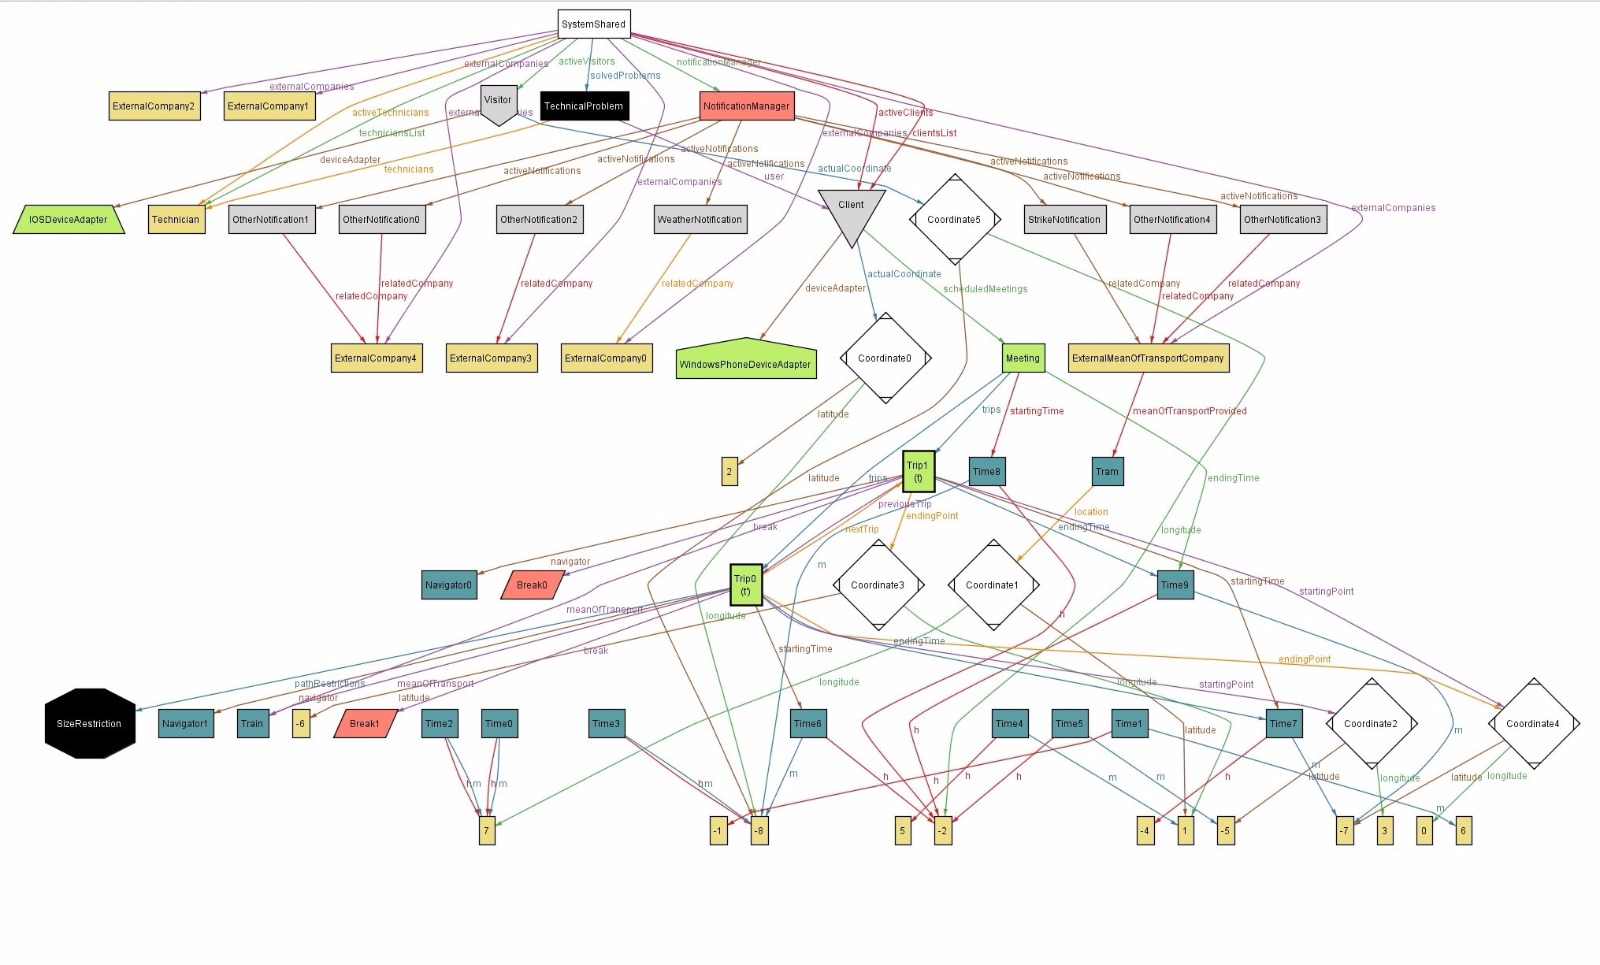 SystemShared
externalCompanies
activeVisitors
notificationManager
solvedProblems
externalCompanies
ExternalCompany2
ExternalCompany1
Visitor
TechnicalProblem
NotificationManager
activeTechnicians
activeClients
techniciansList
externalCompanies
clientsList
activeNotifications
deviceAdapter
activeNotifications
activeNotifications
activeNotifications
technicians
activeNotifications
user
actualCoordinate
activeNotifications
externalCompanies
activeNotifications
externalCompanies
IOSDeviceAdapter
Technician
OtherNotification1
OtherNotification0
OtherNotification2
WeatherNotification
Client
Coordinate5
StrikeNotification
OtherNotification4
OtherNotification3
actualCoordinate
relatedCompany
relatedCompany
relatedCompany
relatedCompany
deviceAdapter
scheduledMeetings
relatedCompany
relatedCompany
relatedCompany
ExternalCompany4
ExternalCompany3
ExternalCompany0
WindowsPhoneDeviceAdapter
Coordinate0
Meeting
ExternalMeanOfTransportCompany
latitude
trips
startingTime
meanOfTransportProvided
2
Trip1
(t)
Time8
Tram
latitude
trips
endingTime
previousTrip
endingPoint
location
break
nextTrip
endingTime
longitude
navigator
m
Navigator0
Break0
Trip0
(t')
Coordinate3
Coordinate1
Time9
startingTime
startingPoint
meanOfTransport
longitude
h
break
startingTime
endingTime
endingPoint
pathRestrictions
meanOfTransport
longitude
longitude
startingPoint
navigator
latitude
SizeRestriction
Navigator1
Train
-6
Break1
Time2
Time0
Time3
Time6
Time4
Time5
Time1
Time7
Coordinate2
Coordinate4
h
latitude
m
h
m
h
m
h
m
m
h
h
h
m
m
h
m
latitude
longitude
latitude
longitude
m
7
-1
-8
5
-2
-4
1
-5
-7
3
0
6